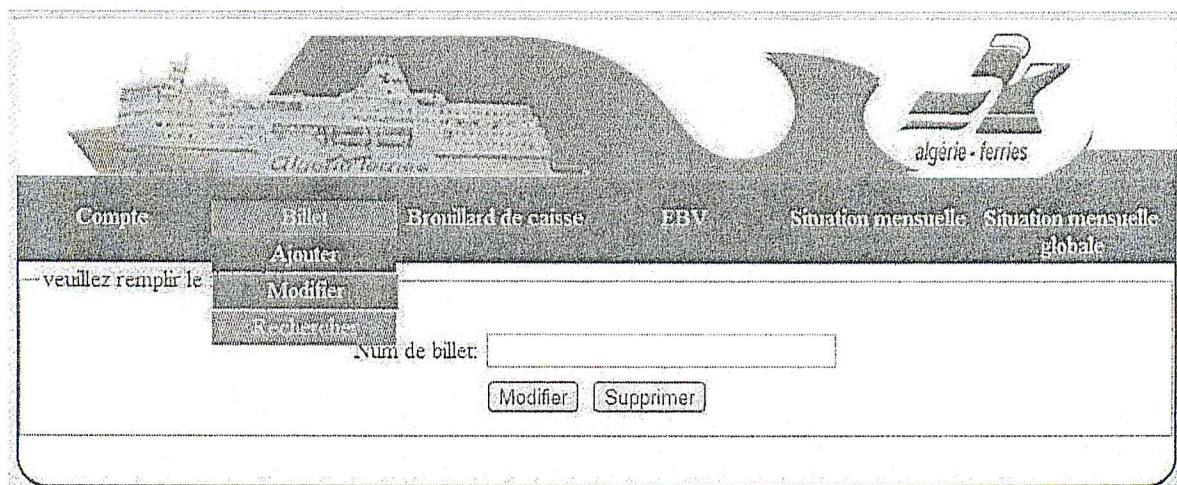 algérie - ferries
Compte Billet Brouillard de caisse EBV Situation mensuelle Situation mensuelle globale
Ajouter
veuillez remplir le
Modifier
Rechercher
Num de billet:
Modifier Supprimer